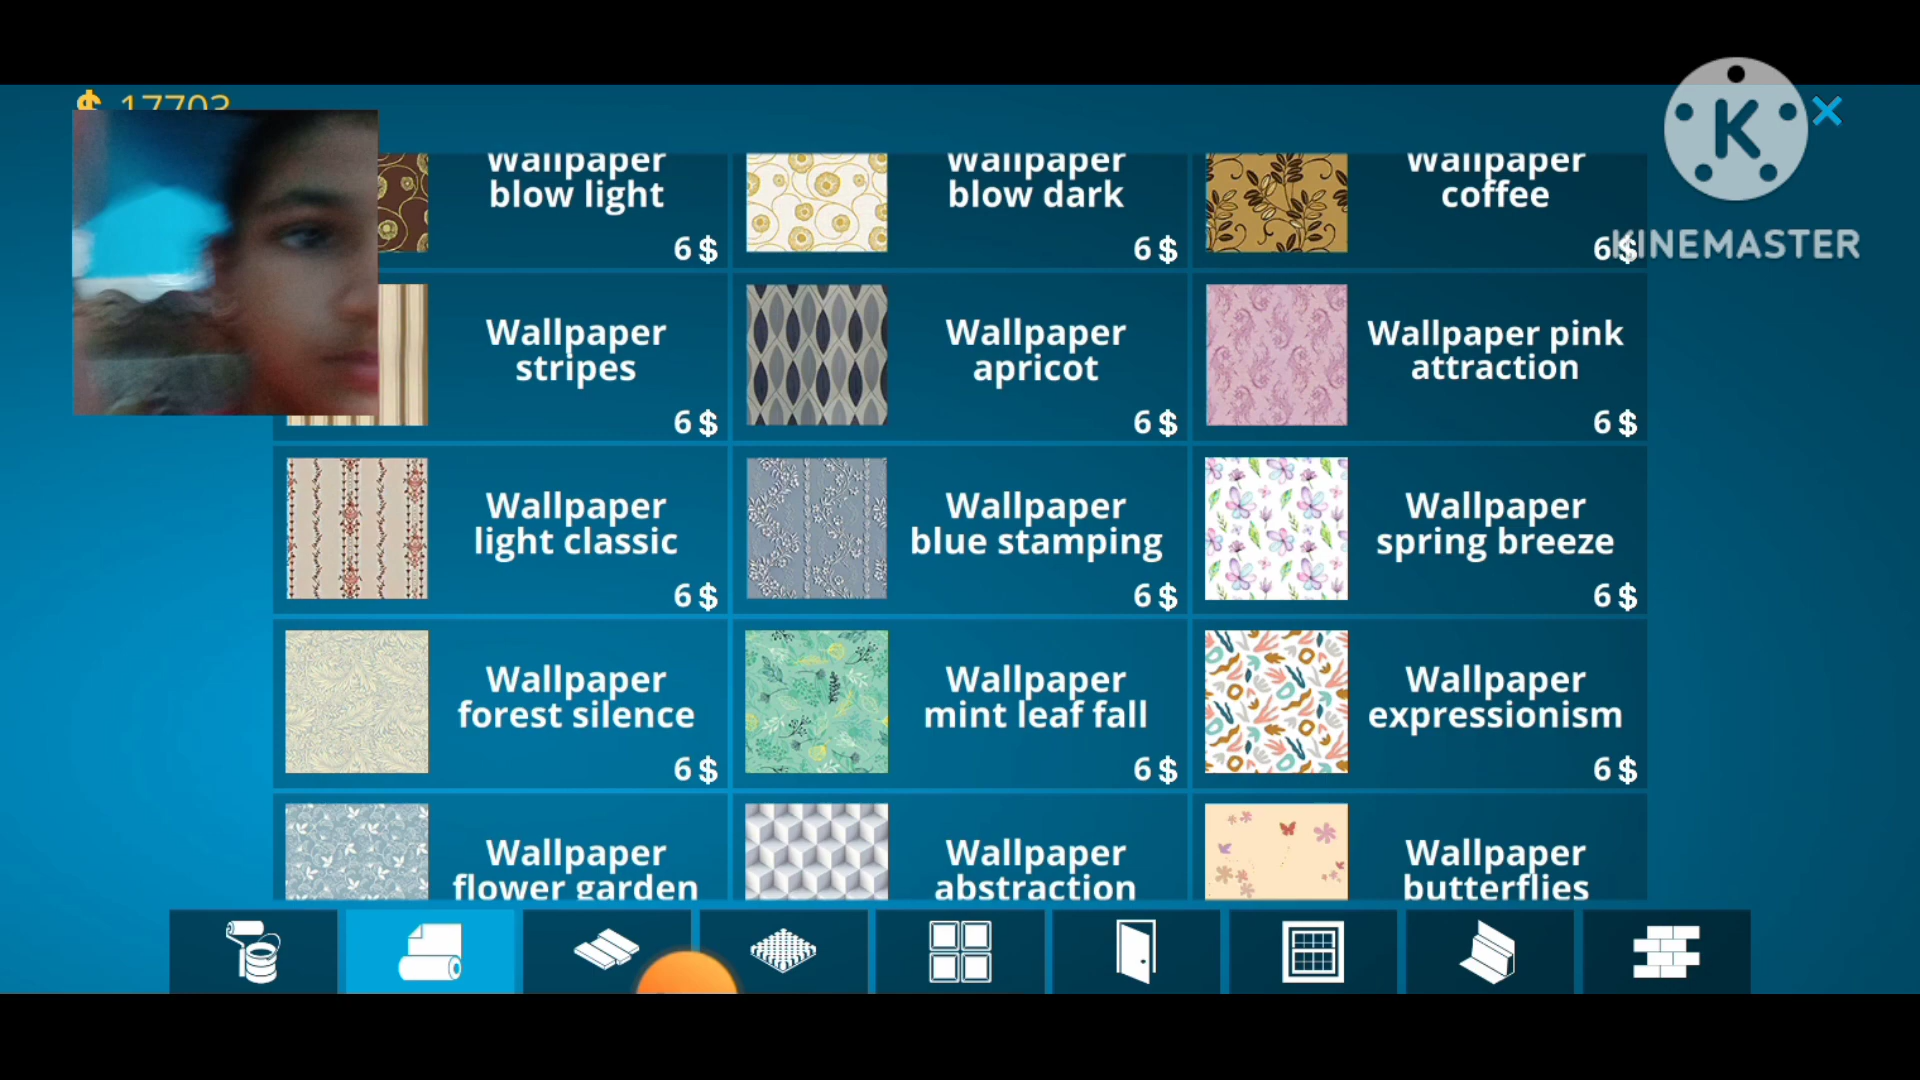 $ 17703
Wallpaper
blow light
6 $
Wallpaper
blow dark
6 $
Wallpaper
coffee
6 $
K
KINEMASTER
Wallpaper
stripes
6 $
Wallpaper
apricot
6 $
Wallpaper pink
attraction
6 $
Wallpaper
light classic
6 $
Wallpaper
blue stamping
6 $
Wallpaper
spring breeze
6 $
Wallpaper
forest silence
6 $
Wallpaper
mint leaf fall
6 $
Wallpaper
expressionism
6 $
Wallpaper
flower garden
Wallpaper
abstraction
Wallpaper
butterflies